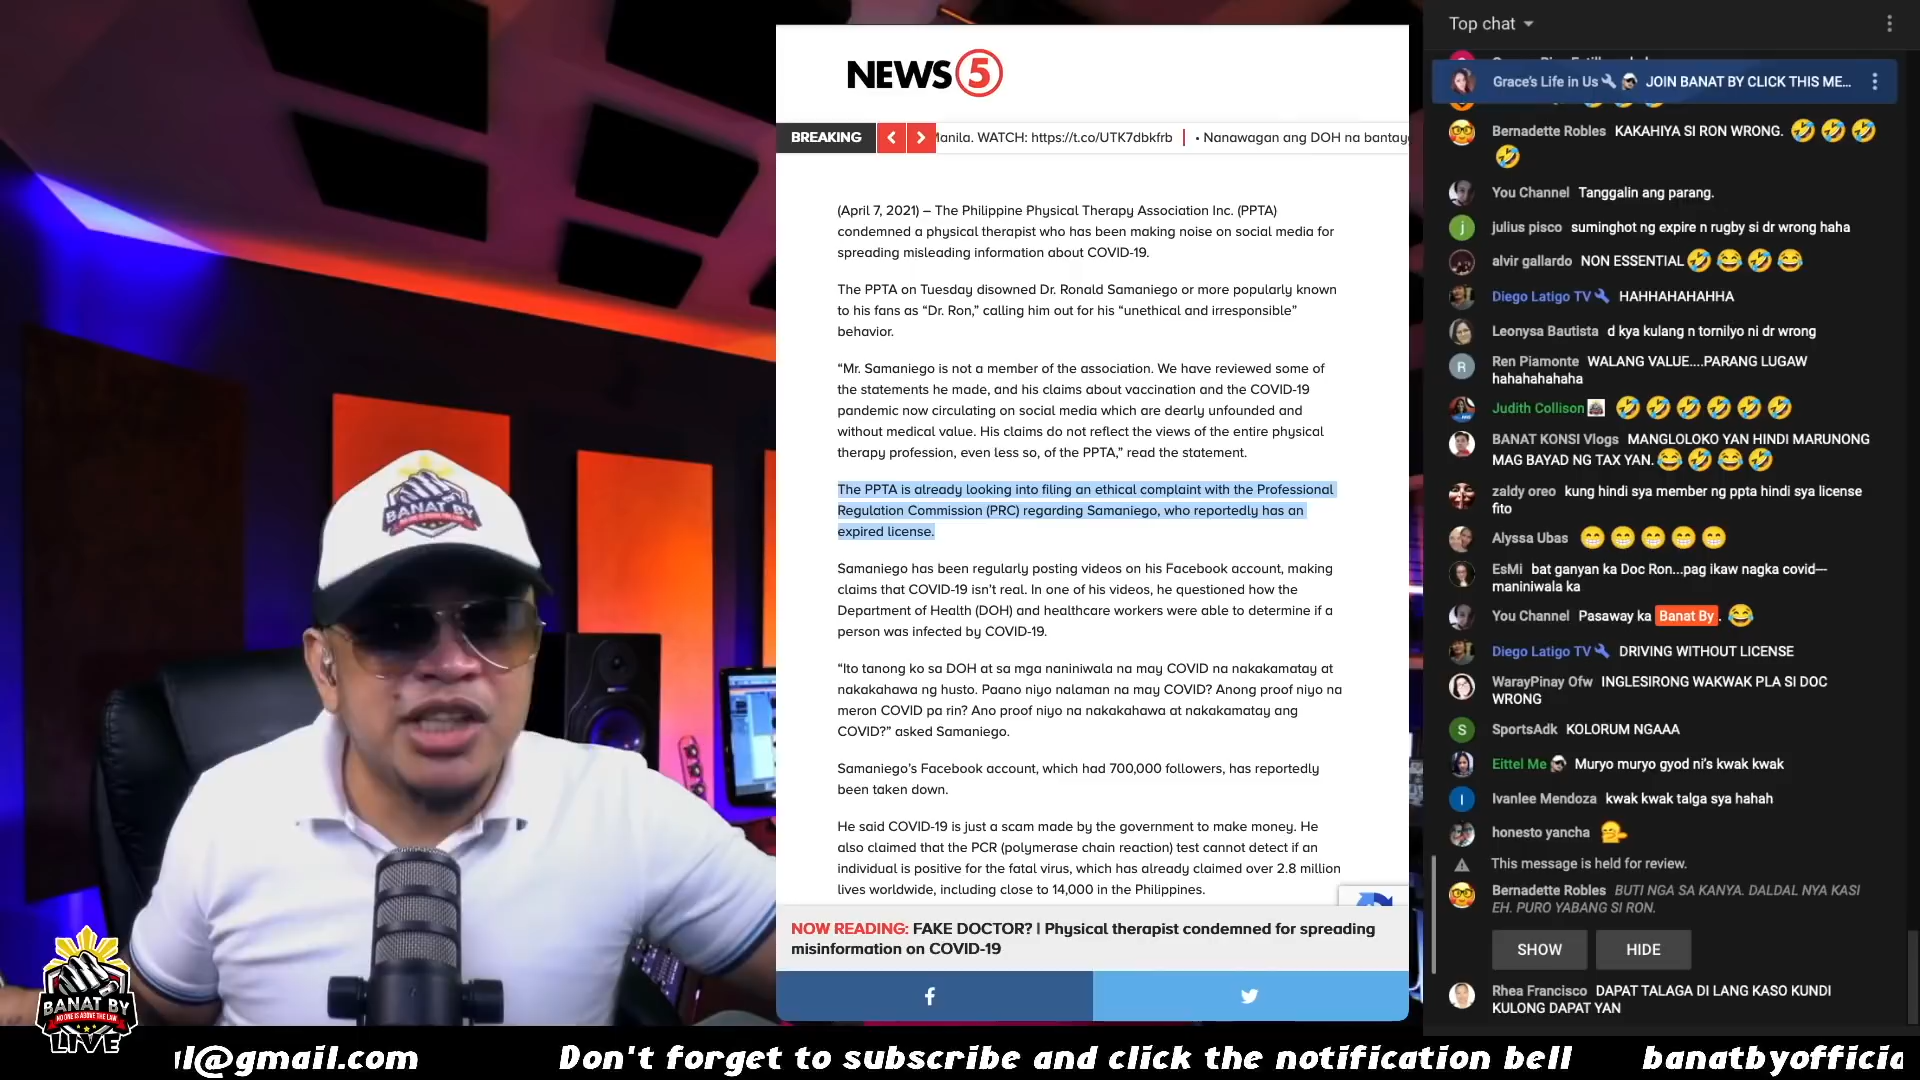 NEWS 5
BREAKING
WATCH: https://t.co/UTK7dbkfrb
• Nanawagan ang DOH na
(April 7, 2021) – The Philippine Physical Therapy Association Inc. (PPTA)
condemned a physical therapist who has been making noise on social media for
spreading misleading information about COVID-19.
The PPTA on Tuesday disowned Dr. Ronald Samaniego or more popularly known
to his fans as “Dr. Ron,” calling him out for his “unethical and irresponsible”
behavior.
“Mr. Samaniego is not a member of the association. We have reviewed some of
the statements he made, and his claims about vaccination and the COVID-19
pandemic now circulating on social media which are dearly unfounded and
without medical value. His claims do not reflect the views of the entire physical
therapy profession, even less so, of the PPTA,” read the statement.
The PPTA is already looking into filing an ethical complaint with the Professional
Regulation Commission (PRC) regarding Samaniego, who reportedly has an
expired license.
Samaniego has been regularly posting videos on his Facebook account, making
claims that COVID-19 isn’t real. In one of his videos, he questioned how the
Department of Health (DOH) and healthcare workers were able to determine if a
person was infected by COVID-19.
“Ito tanong ko sa DOH at sa mga naniniwala na may COVID na nakakamatay at
nakakahawa ng husto. Paano niyo nalaman na may COVID? Anong proof niyo na
meron COVID pa rin? Ano proof niyo na nakakahawa at nakakamatay ang
COVID?” asked Samaniego.
Samaniego’s Facebook account, which had 700,000 followers, has reportedly
been taken down.
He said COVID-19 is just a scam made by the government to make money. He
also claimed that the PCR (polymerase chain reaction) test cannot detect if an
individual is positive for the fatal virus, which has already claimed over 2.8 million
lives worldwide, including close to 14,000 in the Philippines.
NOW READING: FAKE DOCTOR? | Physical therapist condemned for spreading
misinformation on COVID-19
Top chat
Grace’s Life in Us JOIN BANAT BY CLICK THIS ME...
Bernadette Robles KAKAHIYA SI RON WRONG. 🤣🤣🤣
🤣
You Channel Tanggalin ang parang.
j
julius pisco suminghot ng expire n rugby si dr wrong haha
alvir gallardo NON ESSENTIAL 🤣😂🤣😂
Diego Latigo TV HAHHAHAHAHHA
Leonysa Bautista d kya kulang n tornilyo ni dr wrong
R
Ren Piamonte WALANG VALUE....PARANG LUGAW
hahahahahaha
Judith Collison 🤣🤣🤣🤣🤣🤣
BANAT KONSI Vlogs MANGLOLOKO YAN HINDI MARUNONG
MAG BAYAD NG TAX YAN. 😂🤣😂🤣
zaldy oreo kung hindi sya member ng ppta hindi sya license
fito
Alyssa Ubas 😁😁😁😁😁
EsMi bat ganyan ka Doc Ron...pag ikaw nagka covid---
maniniwala ka
You Channel Pasaway ka Banat By. 😂
Diego Latigo TV DRIVING WITHOUT LICENSE
WarayPinay Ofw INGLESIRONG WAKWAK PLA SI DOC
WRONG
S
SportsAdk KOLORUM NGAAA
Eittel Me Muryo muryo gyod ni’s kwak kwak
I
Ivanlee Mendoza kwak kwak talga sya hahah
honesto yancha
This message is held for review.
Bernadette Robles BUTI NGA SA KANYA. DALDAL NYA KASI
EH. PURO YABANG SI RON.
SHOW HIDE
Rhea Francisco DAPAT TALAGA DI LANG KASO KUNDI
KULONG DAPAT YAN
BANAT BY
BANAT BY
NO ONE IS ABOVE THE LAW
LIVE
@gmail.com Don't forget to subscribe and click the notification bell banatbyofficia